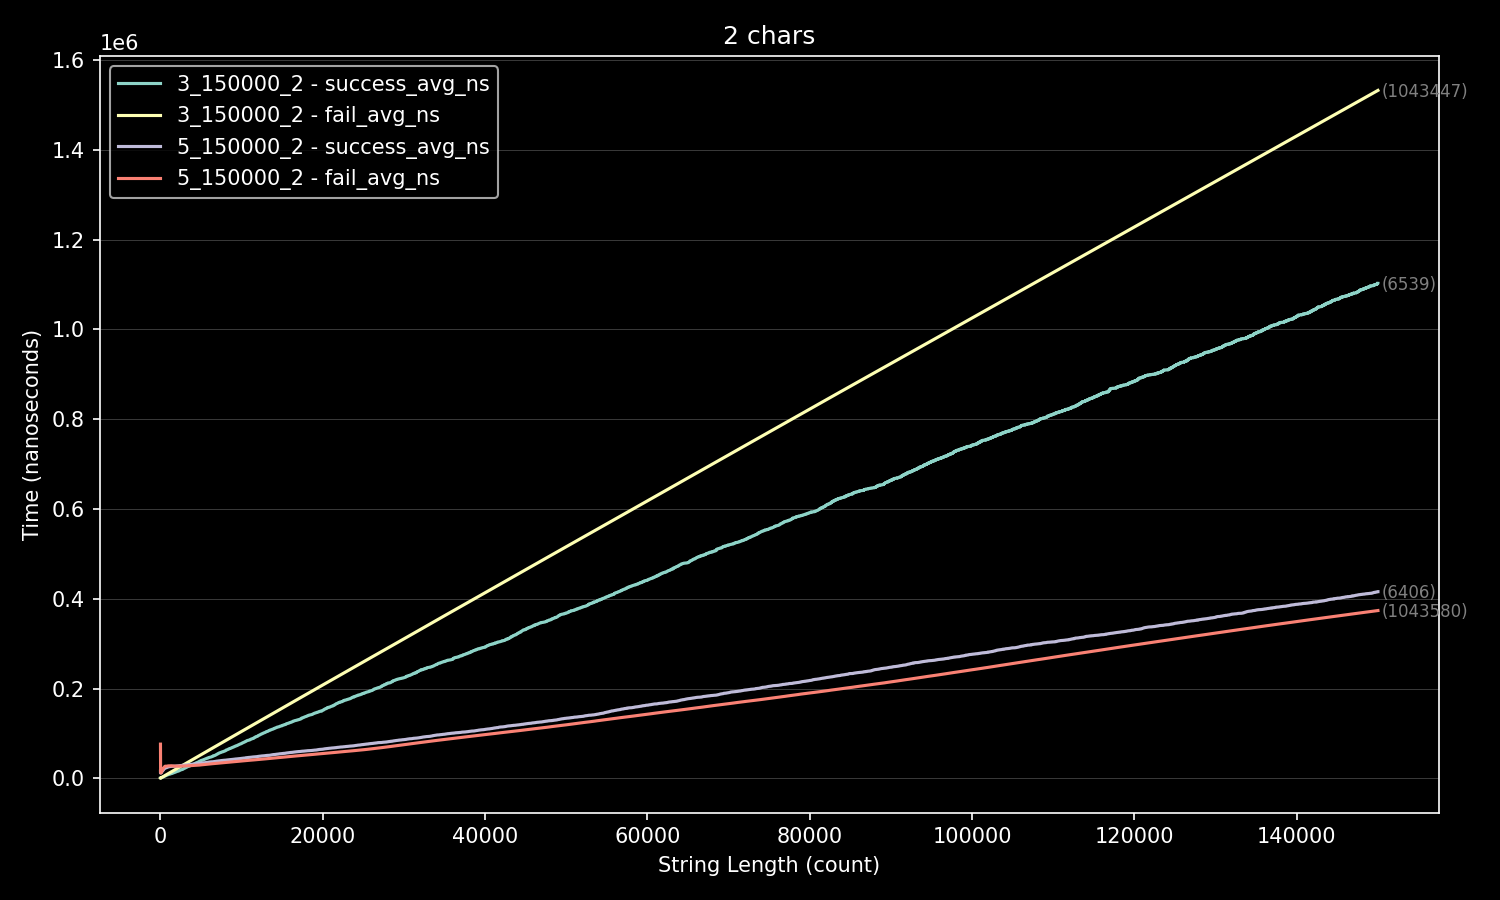 2 chars
1e6
1.6
1.4
1.2
1.0
0.8
0.6
0.4
0.2
0.0
Time (nanoseconds)
3_150000_2 - success_avg_ns
3_150000_2 - fail_avg_ns
5_150000_2 - success_avg_ns
5_150000_2 - fail_avg_ns
(1043447)
(6539)
(6406)
(1043580)
0 20000 40000 60000 80000 100000 120000 140000
String Length (count)